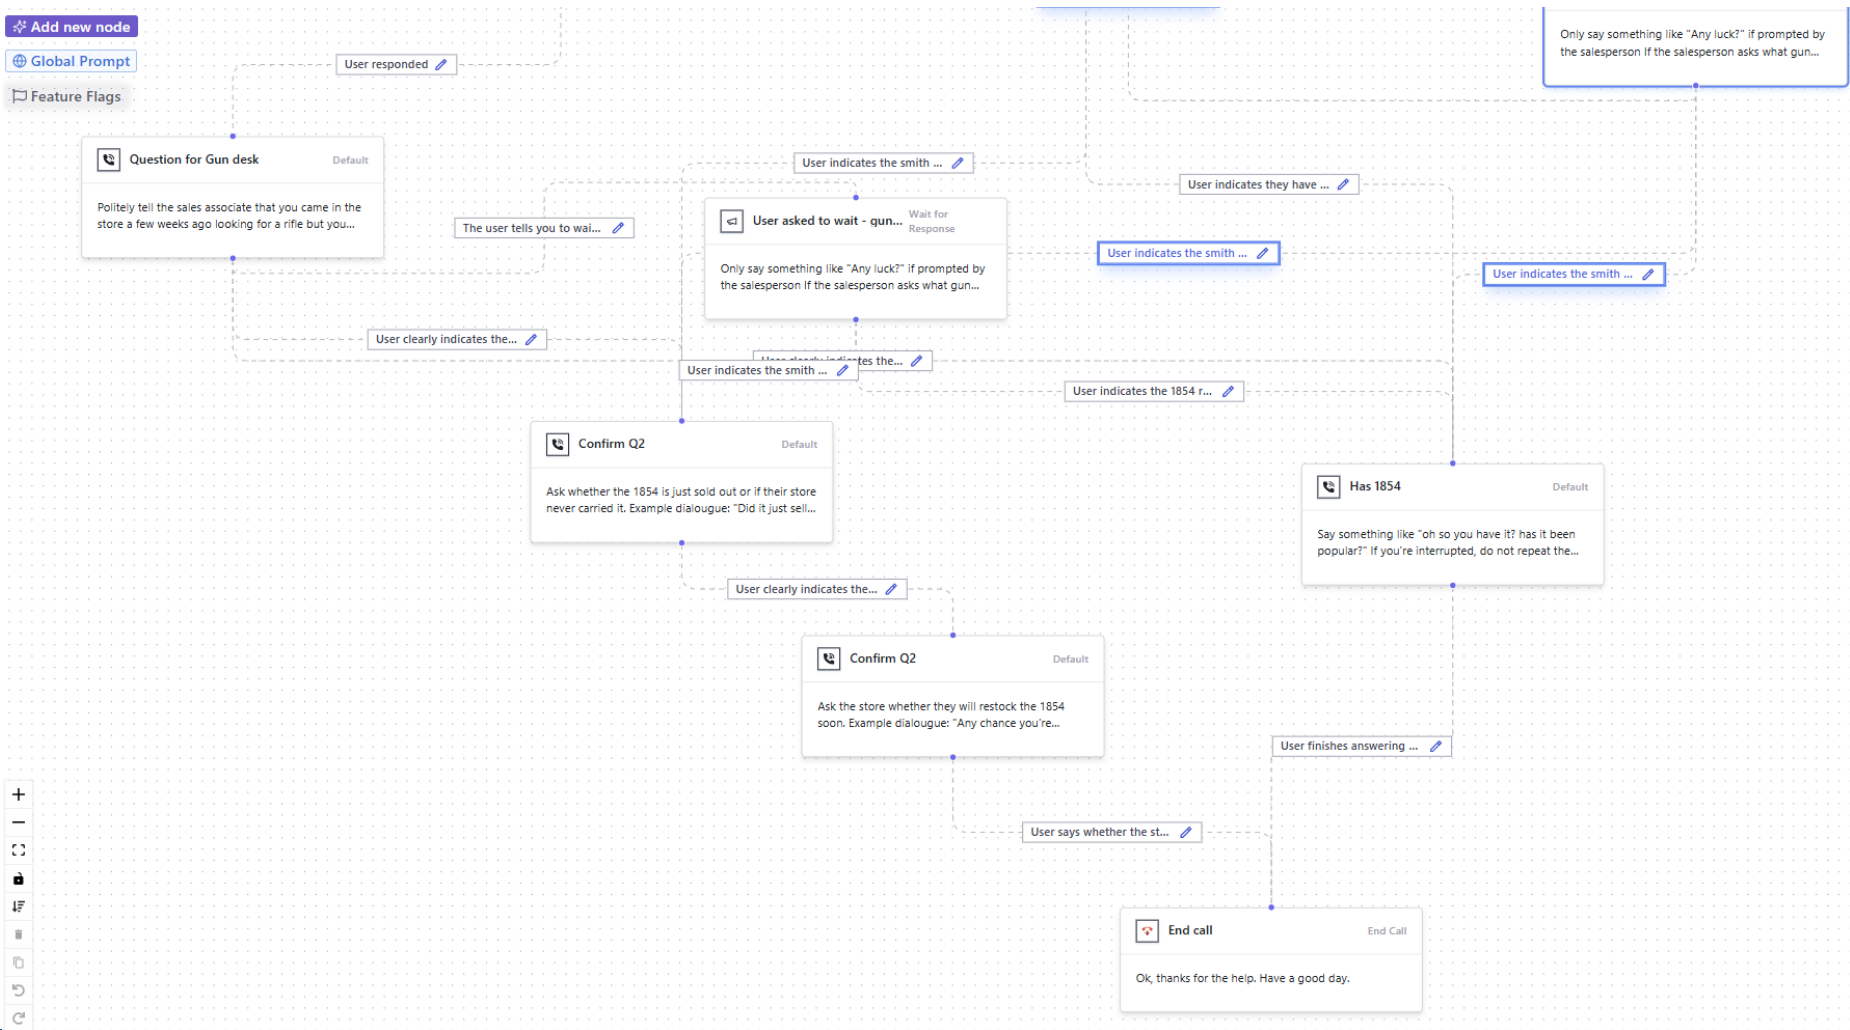 Add new node
Global Prompt
Feature Flags
Only say something like "Any luck?" if prompted by
the salesperson If the salesperson asks what gun...
User responded
Question for Gun desk
Default
Politely tell the sales associate that you came in the
store a few weeks ago looking for a rifle but you...
User indicates the smith ...
User indicates they have ...
The user tells you to wai...
User asked to wait - gun...
Wait for
Response
Only say something like "Any luck?" if prompted by
the salesperson If the salesperson asks what gun...
User indicates the smith ...
User indicates the smith ...
User clearly indicates the...
User clearly indicates the...
User indicates the smith ...
User indicates the 1854 r...
Confirm Q2
Default
Ask whether the 1854 is just sold out or if their store
never carried it. Example dialougue: "Did it just sell...
Has 1854
Default
Say something like "oh so you have it? has it been
popular?" If you're interrupted, do not repeat the...
User clearly indicates the...
Confirm Q2
Default
Ask the store whether they will restock the 1854
soon. Example dialougue: "Any chance you're...
User finishes answering ...
User says whether the st...
End call
End Call
Ok, thanks for the help. Have a good day.